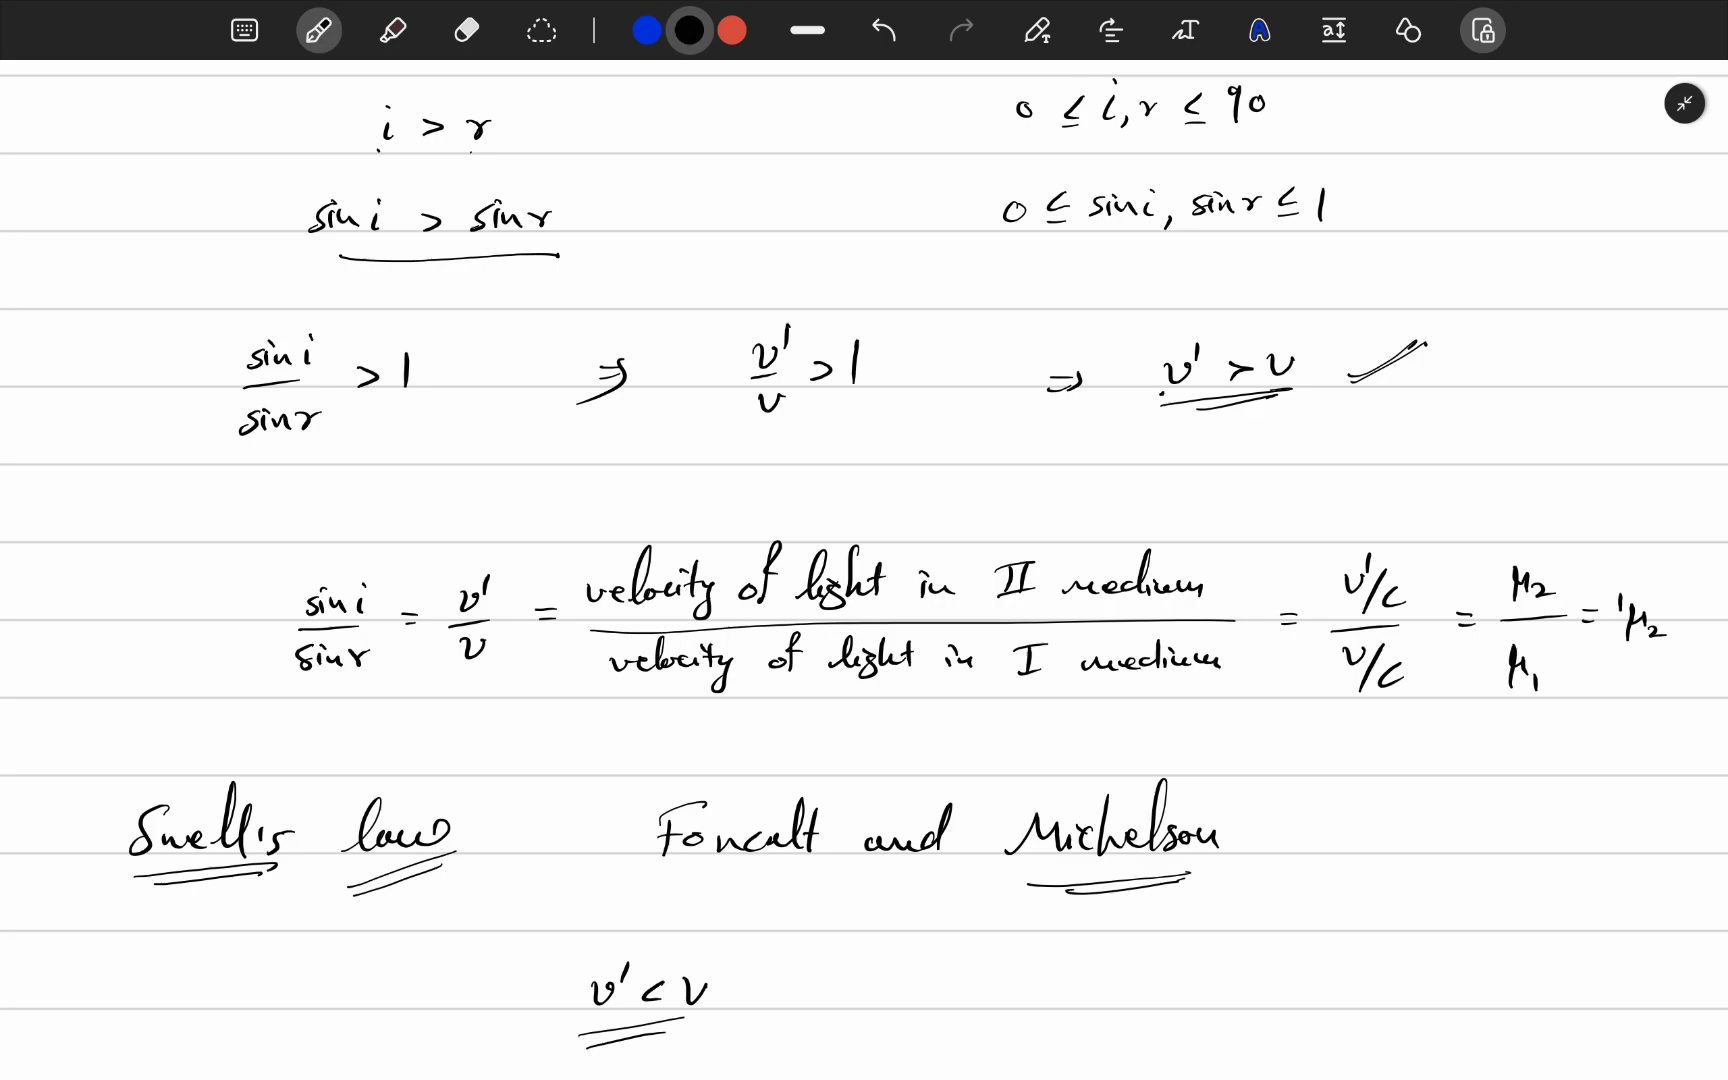 i > r
0 ≤ i, r ≤ 90
sin i > sin r
0 ≤ sin i, sin r ≤ 1
sin i / sin r > 1 ⇒ v'/v > 1 ⇒ v' > v
sin i / sin r = v'/v = velocity of light in II medium / velocity of light in I medium = (v'/c) / (v/c) = μ₂/μ₁ = ¹μ₂
Snell's law Foncalt and Michelson
v' < v